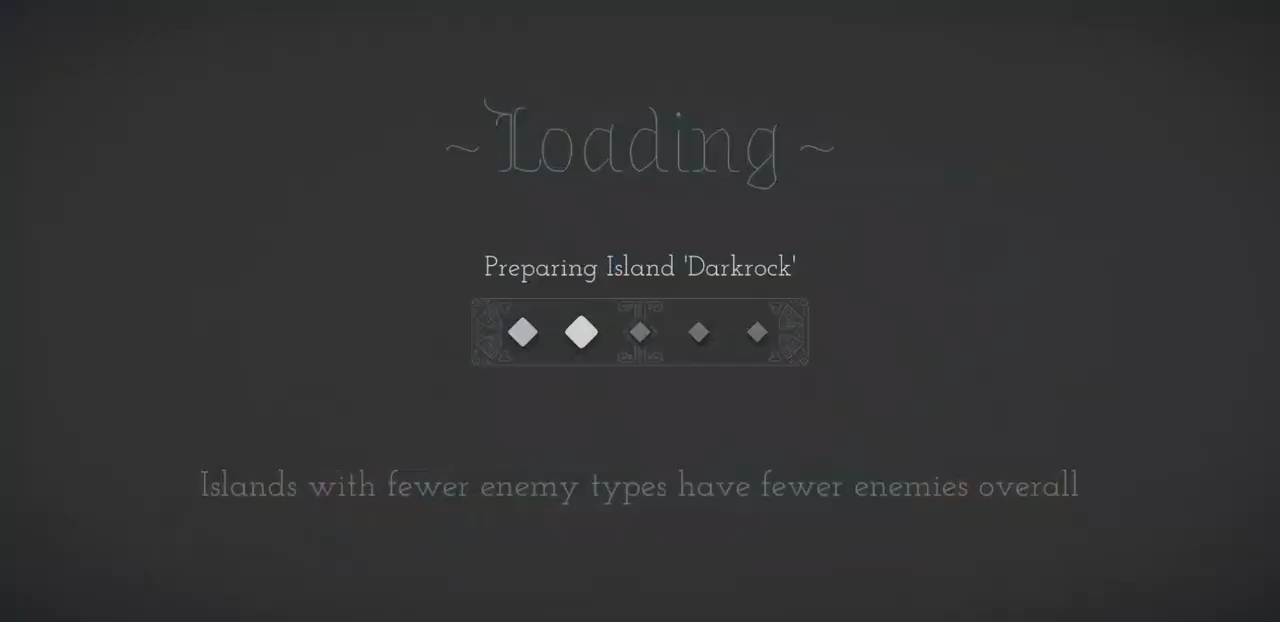 ~ Loading ~
Preparing Island 'Darkrock'
Islands with fewer enemy types have fewer enemies overall